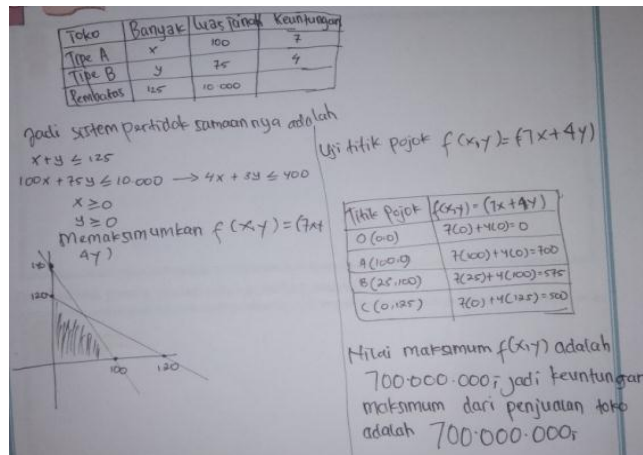 Toko Banyak Luas Tanah Keuntungan
Tipe A x 100 7
Tipe B y 75 4
Pembatas 125 10.000
Jadi sistem pertidak samaannya adalah
x+y ≤ 125
100x + 75y ≤ 10.000 → 4x + 3y ≤ 400
x ≥ 0
y ≥ 0
Memaksimumkan f(x,y) = (7x+
4y)
120
100 120
Uji titik pojok f(x,y) = (7x+4y)
Titik Pojok f(x,y) = (7x+4y)
O(0.0) 7(0)+4(0)=0
A(100,0) 7(100)+4(0)=700
B(25,100) 7(25)+4(100)=575
C(0,125) 7(0)+4(125)=500
Nilai maksimum f(x,y) adalah
700.000.000; jadi keuntungan
maksimum dari penjualan toko
adalah 700.000.000;